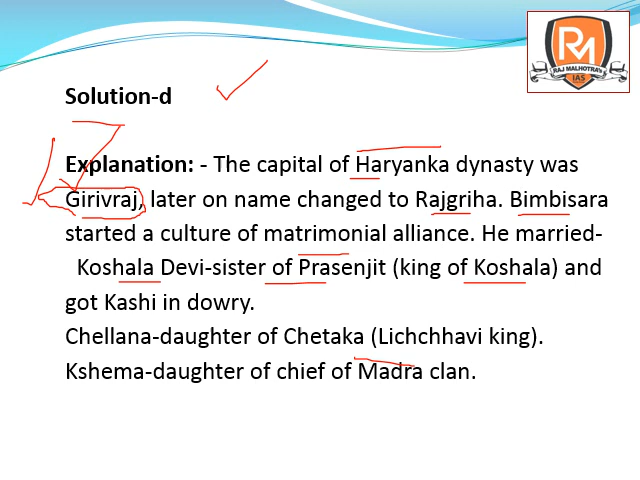 RM
RAJ MALHOTRA'S
IAS
Solution-d
Explanation: - The capital of Haryanka dynasty was
Girivraj, later on name changed to Rajgriha. Bimbisara
started a culture of matrimonial alliance. He married-
Koshala Devi-sister of Prasenjit (king of Koshala) and
got Kashi in dowry.
Chellana-daughter of Chetaka (Lichchhavi king).
Kshema-daughter of chief of Madra clan.